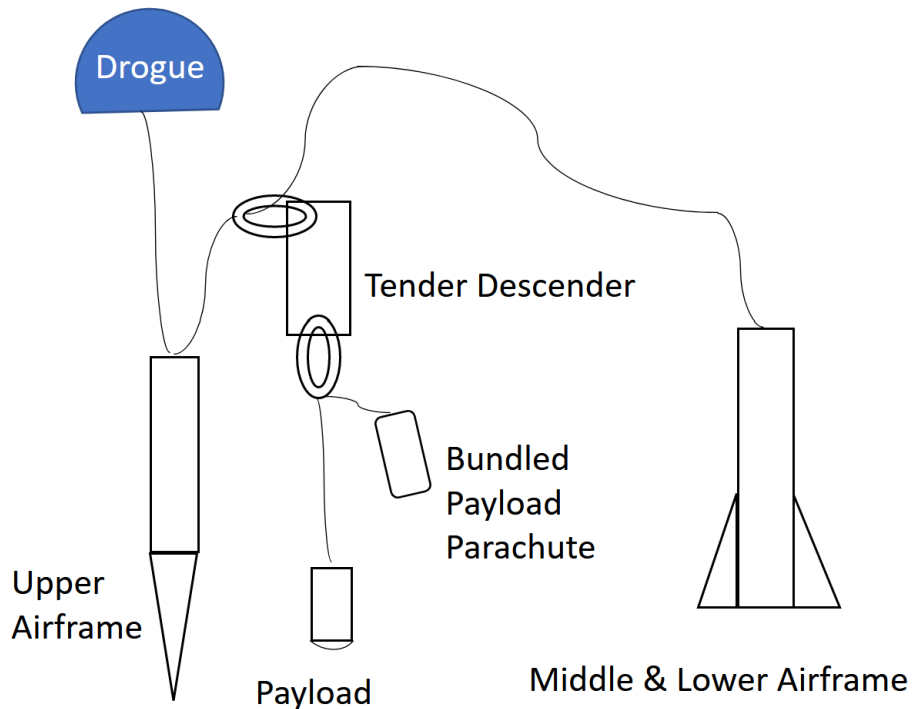 Drogue
Tender Descender
Bundled
Payload
Parachute
Upper
Airframe
Payload
Middle & Lower Airframe